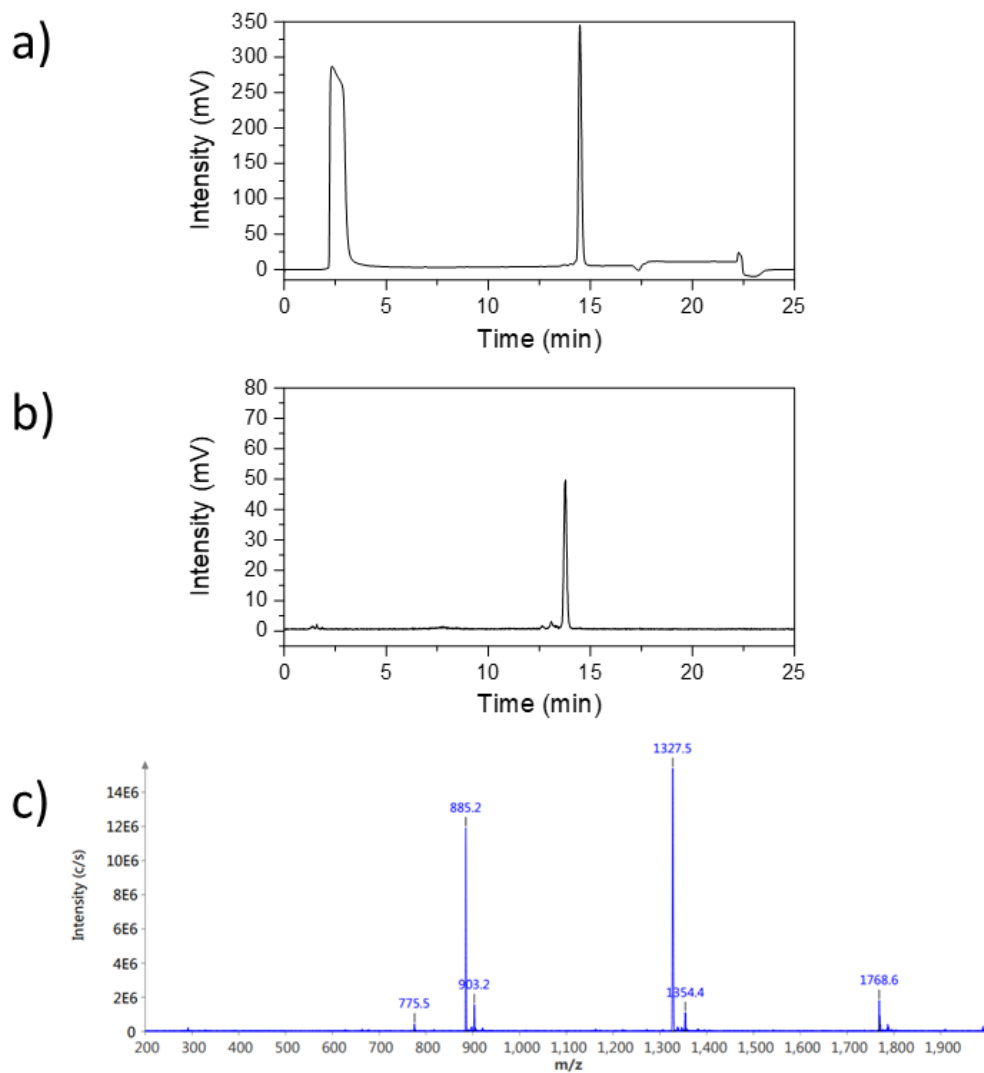 a)
Intensity (mV)
350
300
250
200
150
100
50
0
0 5 10 15 20 25
Time (min)
b)
Intensity (mV)
80
70
60
50
40
30
20
10
0
0 5 10 15 20 25
Time (min)
c)
Intensity (c/s)
14E6
12E6
10E6
8E6
6E6
4E6
2E6
0
1327.5
885.2
903.2
775.5
1354.4
1768.6
200 300 400 500 600 700 800 900 1,000 1,100 1,200 1,300 1,400 1,500 1,600 1,700 1,800 1,900
m/z